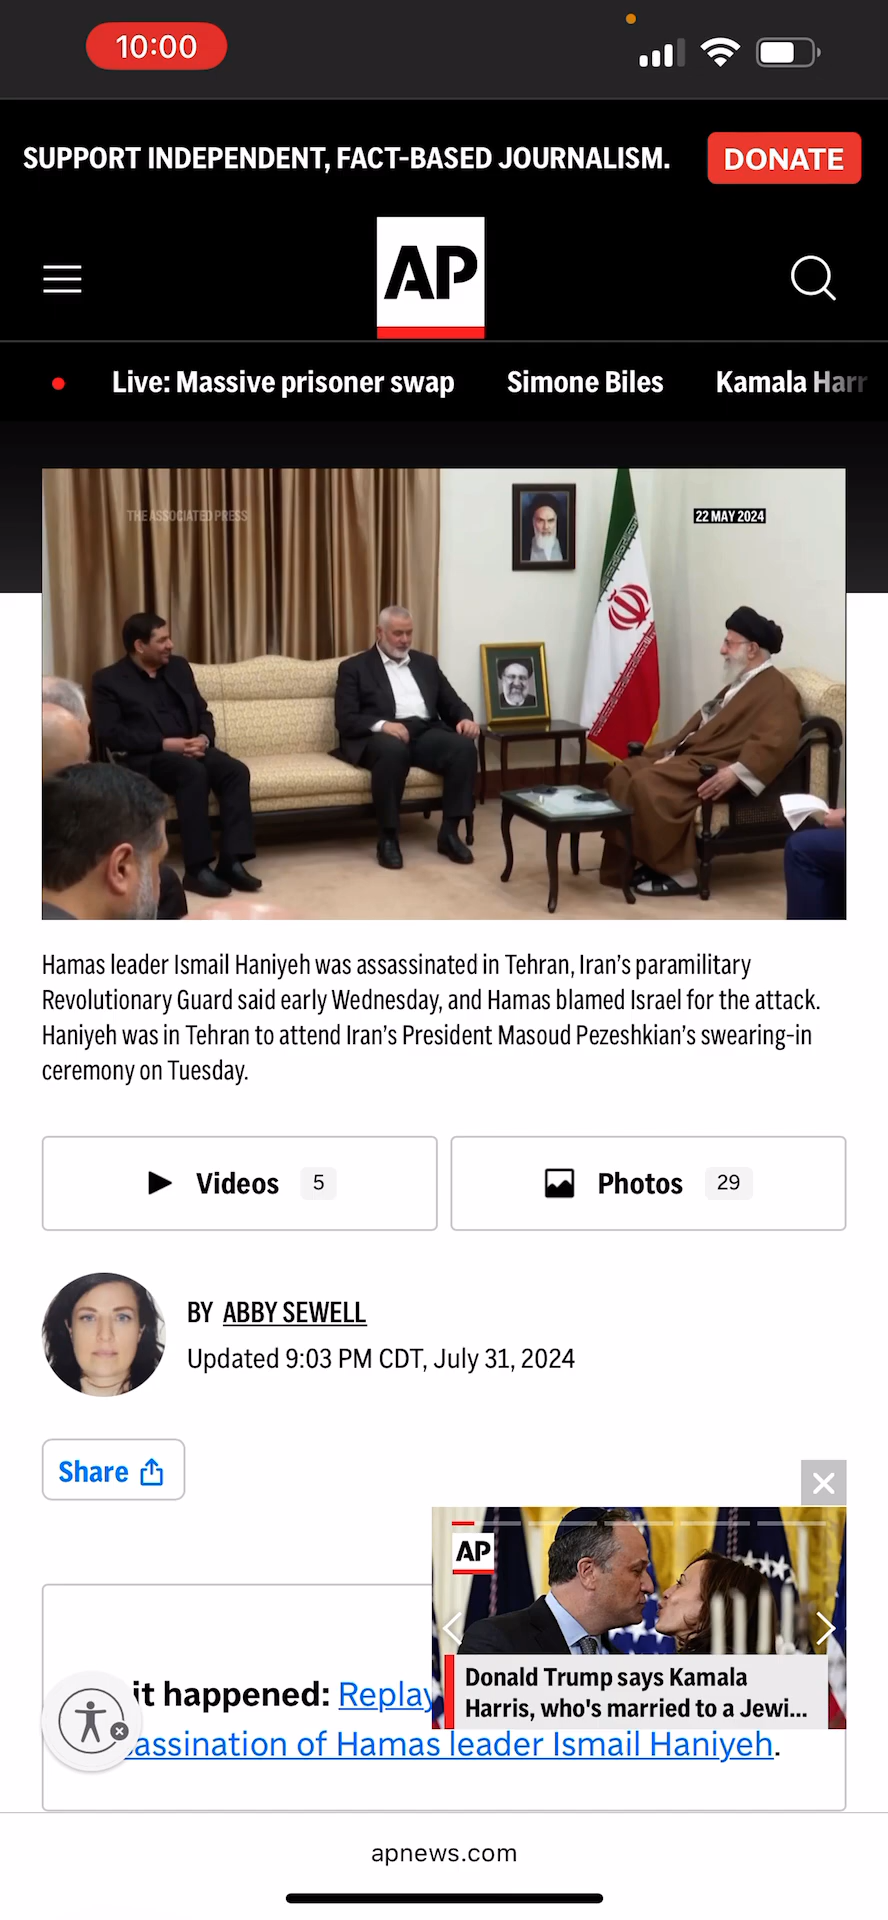 10:00
SUPPORT INDEPENDENT, FACT-BASED JOURNALISM.
DONATE
AP
Live: Massive prisoner swap Simone Biles Kamala Harr
THE ASSOCIATED PRESS
22 MAY 2024
Hamas leader Ismail Haniyeh was assassinated in Tehran, Iran’s paramilitary
Revolutionary Guard said early Wednesday, and Hamas blamed Israel for the attack.
Haniyeh was in Tehran to attend Iran’s President Masoud Pezeshkian’s swearing-in
ceremony on Tuesday.
Videos 5
Photos 29
BY ABBY SEWELL
Updated 9:03 PM CDT, July 31, 2024
Share
AP
Donald Trump says Kamala
Harris, who's married to a Jewi...
it happened: Replay
assination of Hamas leader Ismail Haniyeh.
apnews.com